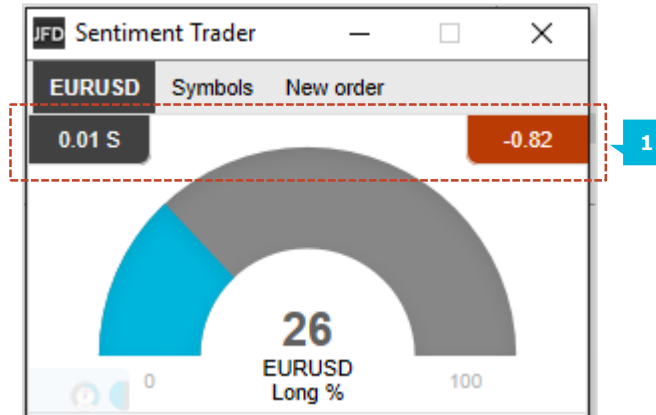 JFD Sentiment Trader
EURUSD Symbols New order
0.01 S -0.82
1
26
EURUSD
Long %
0 100